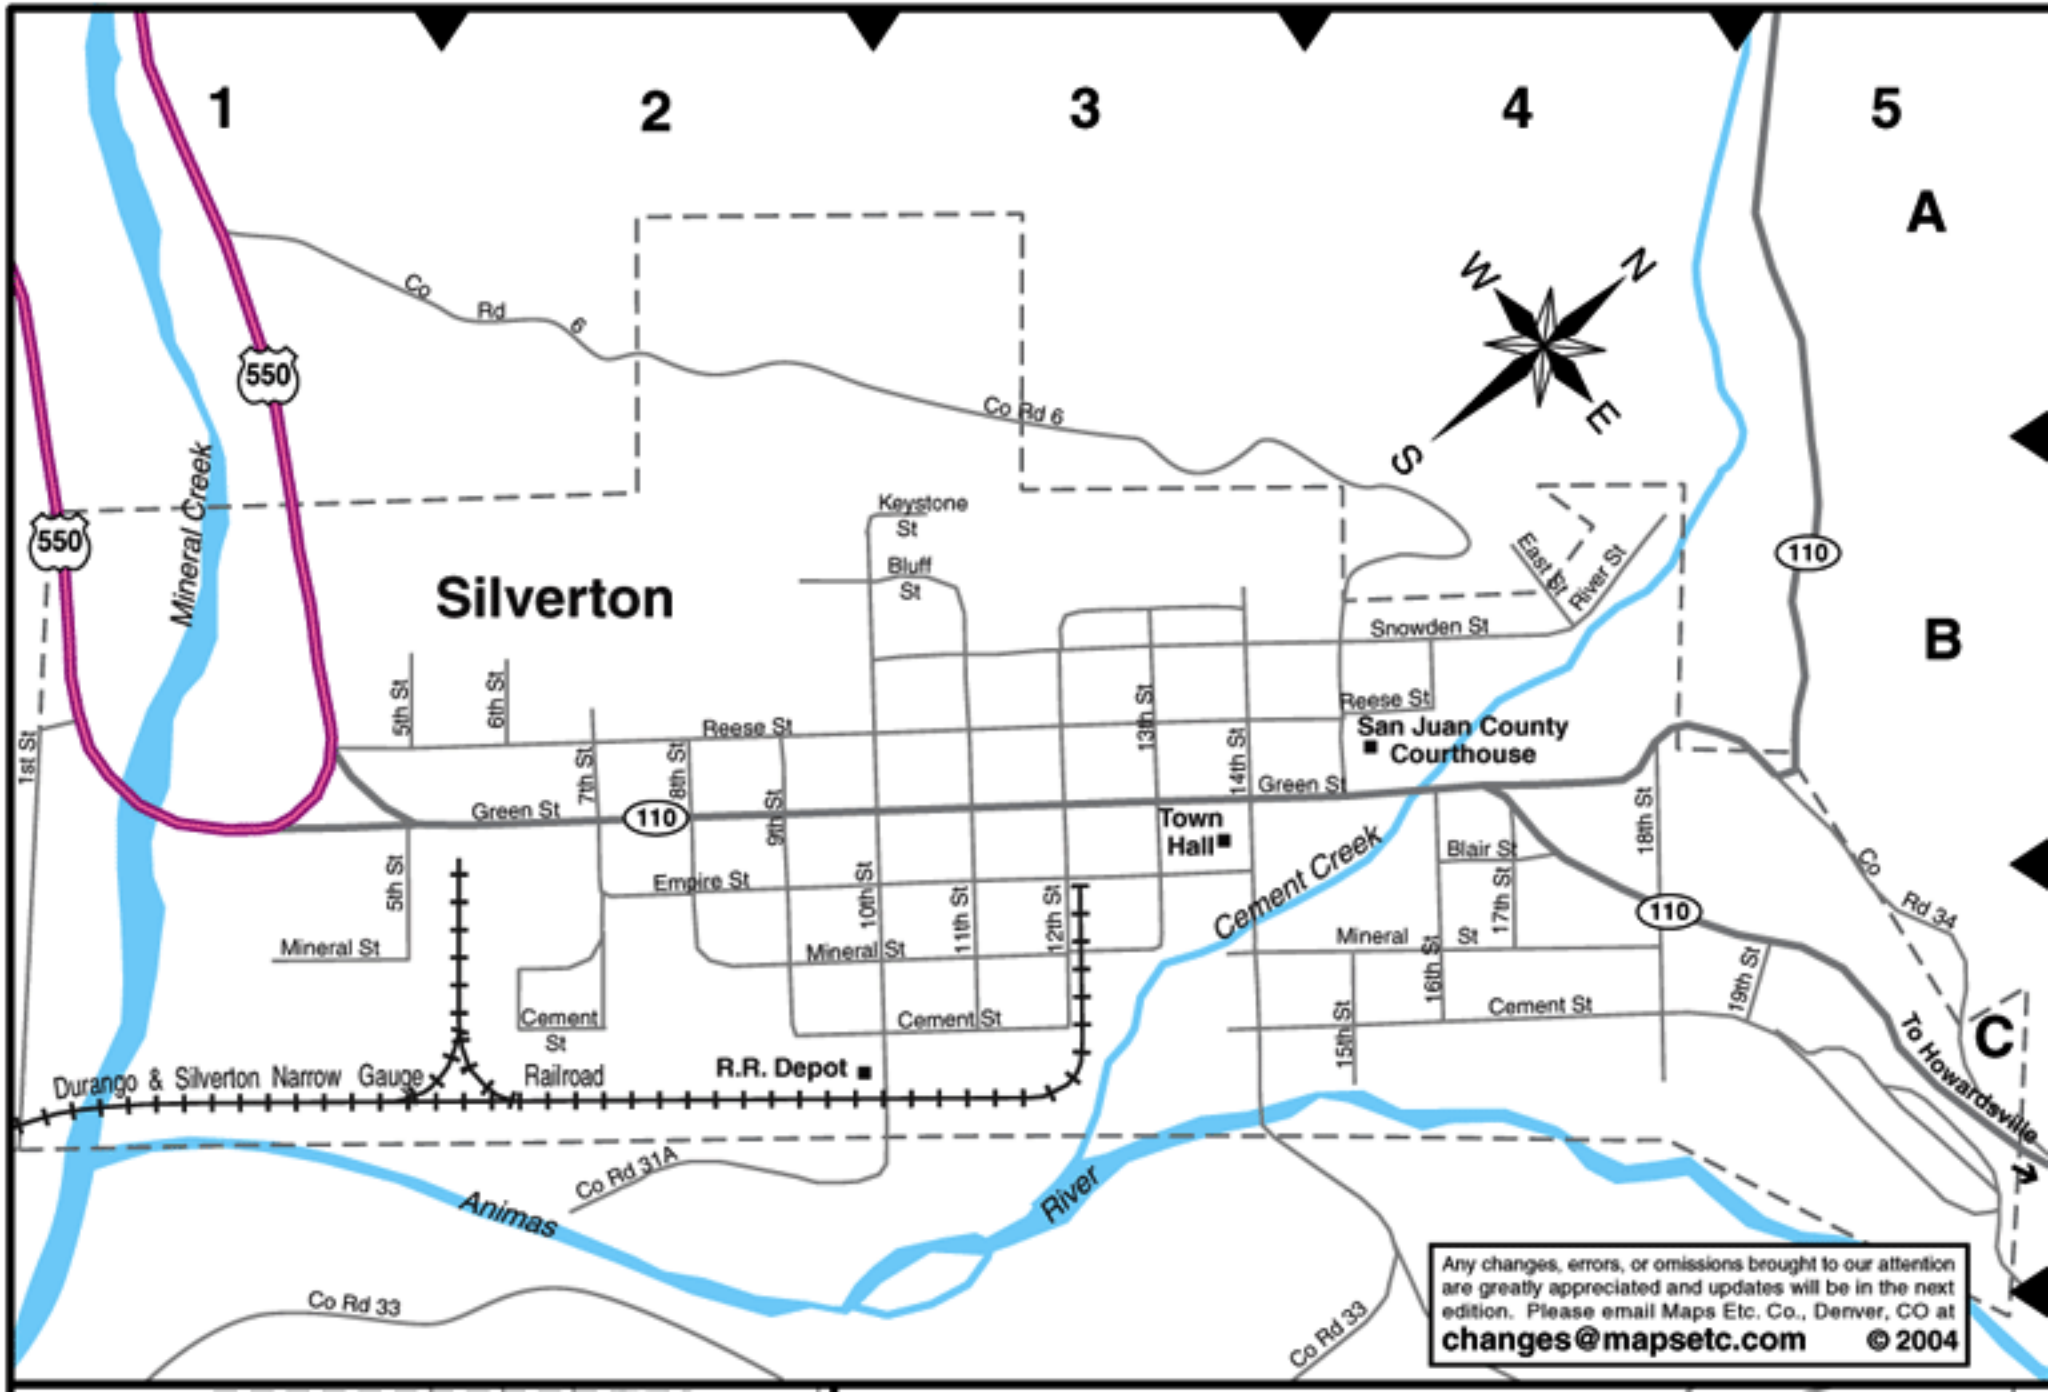 1
2
3
4
5
A
B
C
N
W
E
S
Co Rd 6
Co Rd 6
550
550
Mineral Creek
Silverton
Keystone
St
Bluff
St
East St
River St
110
Snowden St
5th St
6th St
Reese St
Reese St
13th St
San Juan County
Courthouse
1st St
7th St
8th St
9th St
14th St
Green St
Green St
110
Town
Hall
18th St
Blair St
Cement Creek
5th St
Empire St
10th St
11th St
12th St
17th St
110
Co Rd 34
Mineral St
Mineral St
Mineral St
16th St
19th St
Cement
St
Cement St
Cement St
15th St
To Howardsville
R.R. Depot
Durango & Silverton Narrow Gauge Railroad
Co Rd 31A
Animas River
Co Rd 33
Co Rd 33
Any changes, errors, or omissions brought to our attention
are greatly appreciated and updates will be in the next
edition. Please email Maps Etc. Co., Denver, CO at
changes@mapsetc.com © 2004